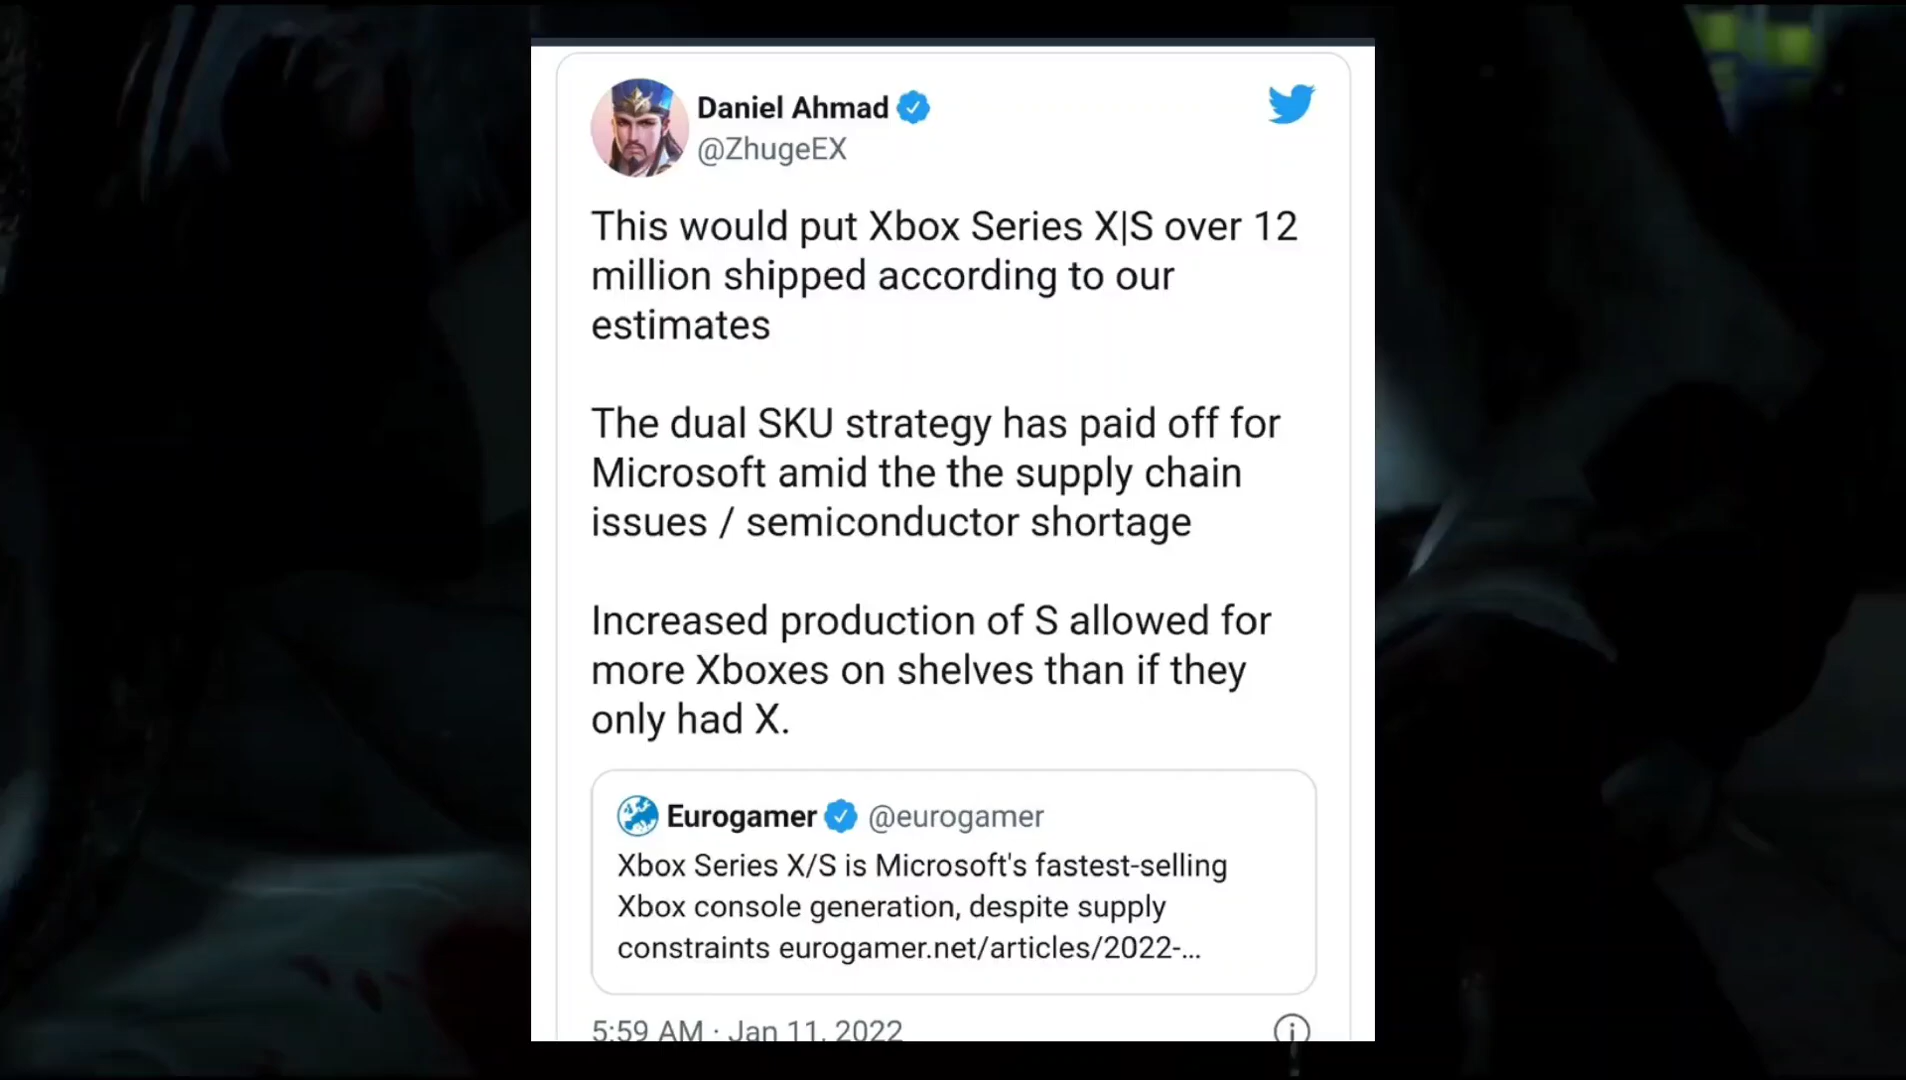 Daniel Ahmad
@ZhugeEX
This would put Xbox Series X|S over 12
million shipped according to our
estimates
The dual SKU strategy has paid off for
Microsoft amid the the supply chain
issues / semiconductor shortage
Increased production of S allowed for
more Xboxes on shelves than if they
only had X.
Eurogamer @eurogamer
Xbox Series X/S is Microsoft's fastest-selling
Xbox console generation, despite supply
constraints eurogamer.net/articles/2022-...
5:59 AM · Jan 11, 2022